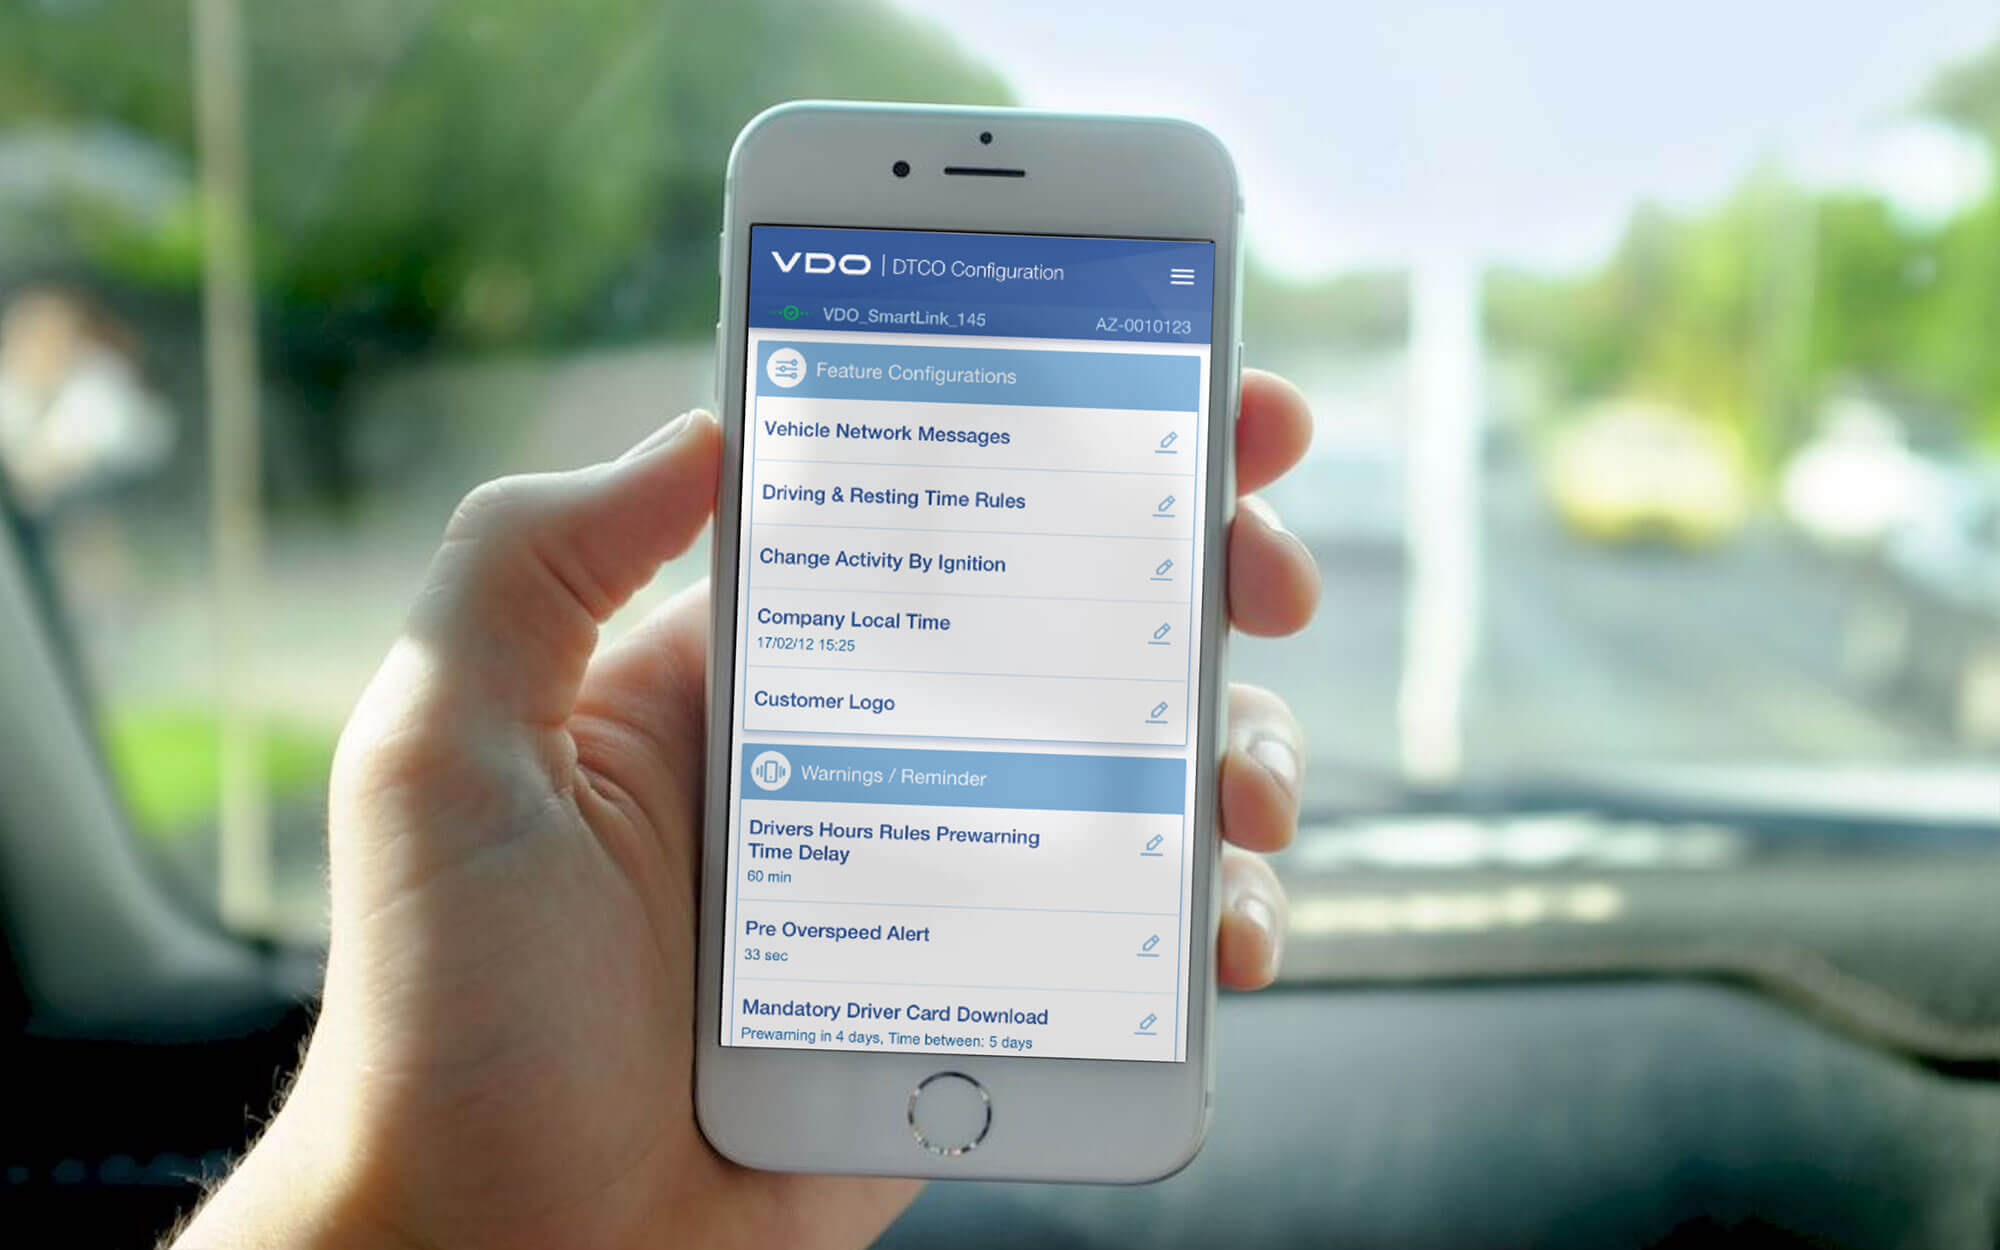 VDO | DTCO Configuration
VDO_SmartLink_145 AZ-0010123
Feature Configurations
Vehicle Network Messages
Driving & Resting Time Rules
Change Activity By Ignition
Company Local Time
17/02/12 15:25
Customer Logo
Warnings / Reminder
Drivers Hours Rules Prewarning
Time Delay
60 min
Pre Overspeed Alert
33 sec
Mandatory Driver Card Download
Prewarning in 4 days, Time between: 5 days